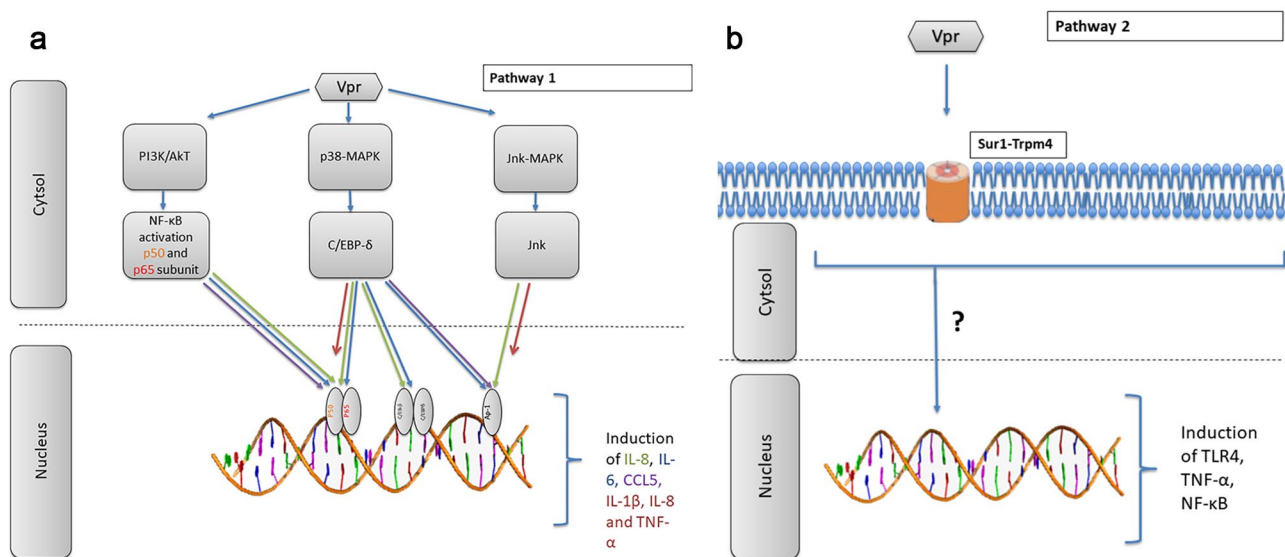 a
Vpr
Pathway 1
Cytsol
PI3K/AkT
p38-MAPK
Jnk-MAPK
NF-κB
activation
p50 and
p65 subunit
C/EBP-δ
Jnk
Nucleus
P50
P65
Ap-1
Induction
of IL-8, IL-
6, CCL5,
IL-1β, IL-8
and TNF-
α
b
Vpr
Pathway 2
Sur1-Trpm4
Cytsol
?
Nucleus
Induction
of TLR4,
TNF-α,
NF-κB